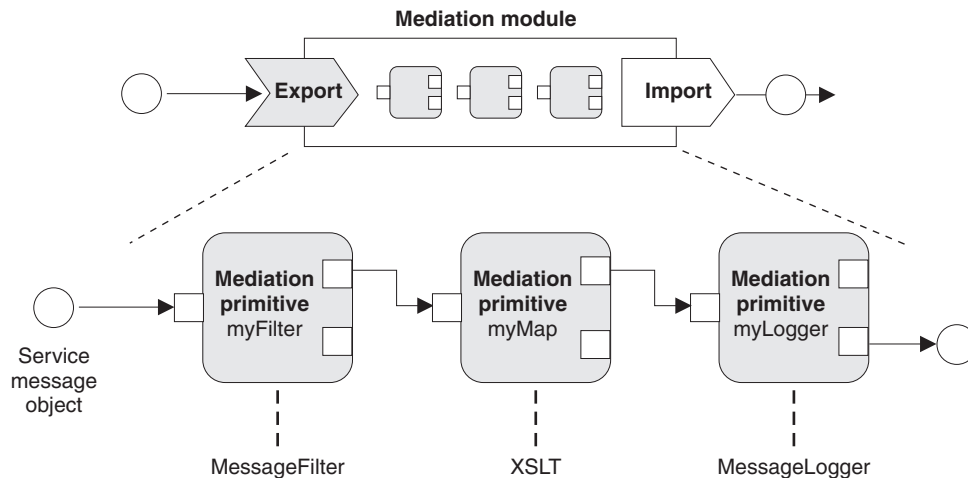 Mediation module
Export
Import
Mediation
primitive
myFilter
Mediation
primitive
myMap
Mediation
primitive
myLogger
Service
message
object
MessageFilter
XSLT
MessageLogger